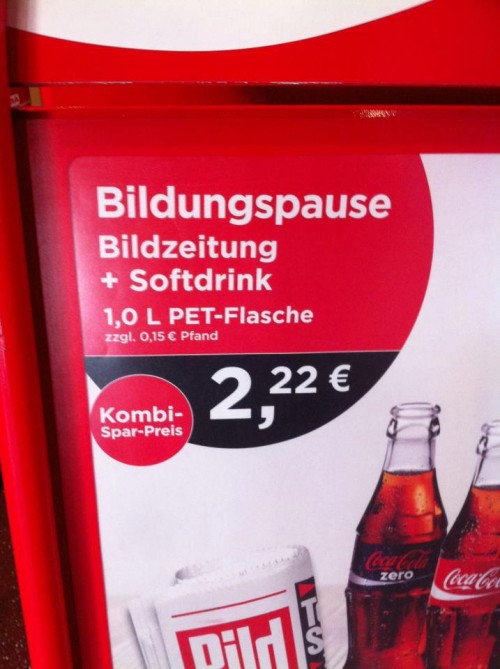 Bildungspause
Bildzeitung
+ Softdrink
1,0 L PET-Flasche
zzgl. 0,15 € Pfand
2,22 €
Kombi-
Spar-Preis
Coca-Cola
zero
Coca-Col
Bild
T
S